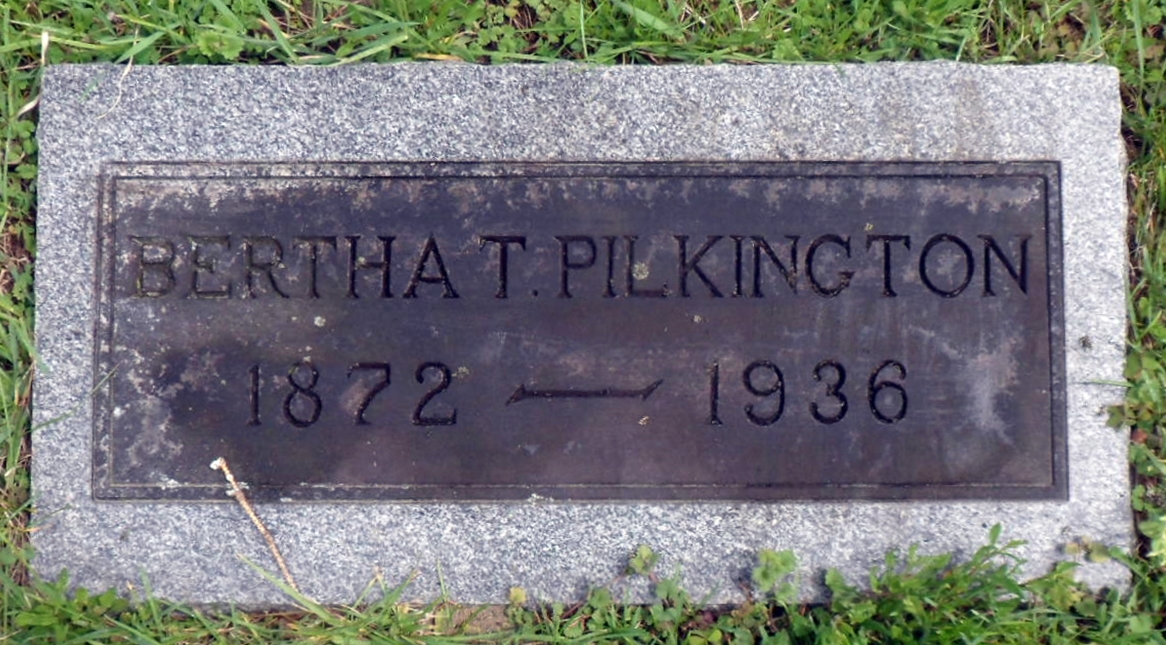 BERTHA T. PILKINGTON
1872 — 1936